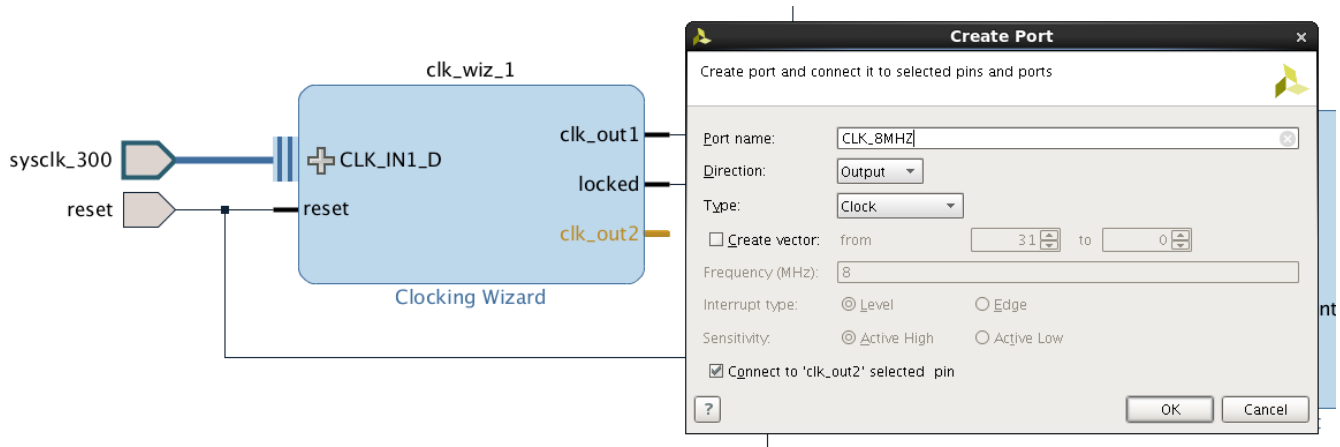 clk_wiz_1
sysclk_300
CLK_IN1_D
clk_out1
locked
reset
reset
clk_out2
Clocking Wizard
Create Port
Create port and connect it to selected pins and ports
Port name: CLK_8MHZ
Direction: Output
Type: Clock
Create vector: from 31 to 0
Frequency (MHz): 8
Interrupt type: Level Edge
Sensitivity: Active High Active Low
Connect to 'clk_out2' selected pin
? OK Cancel
nt